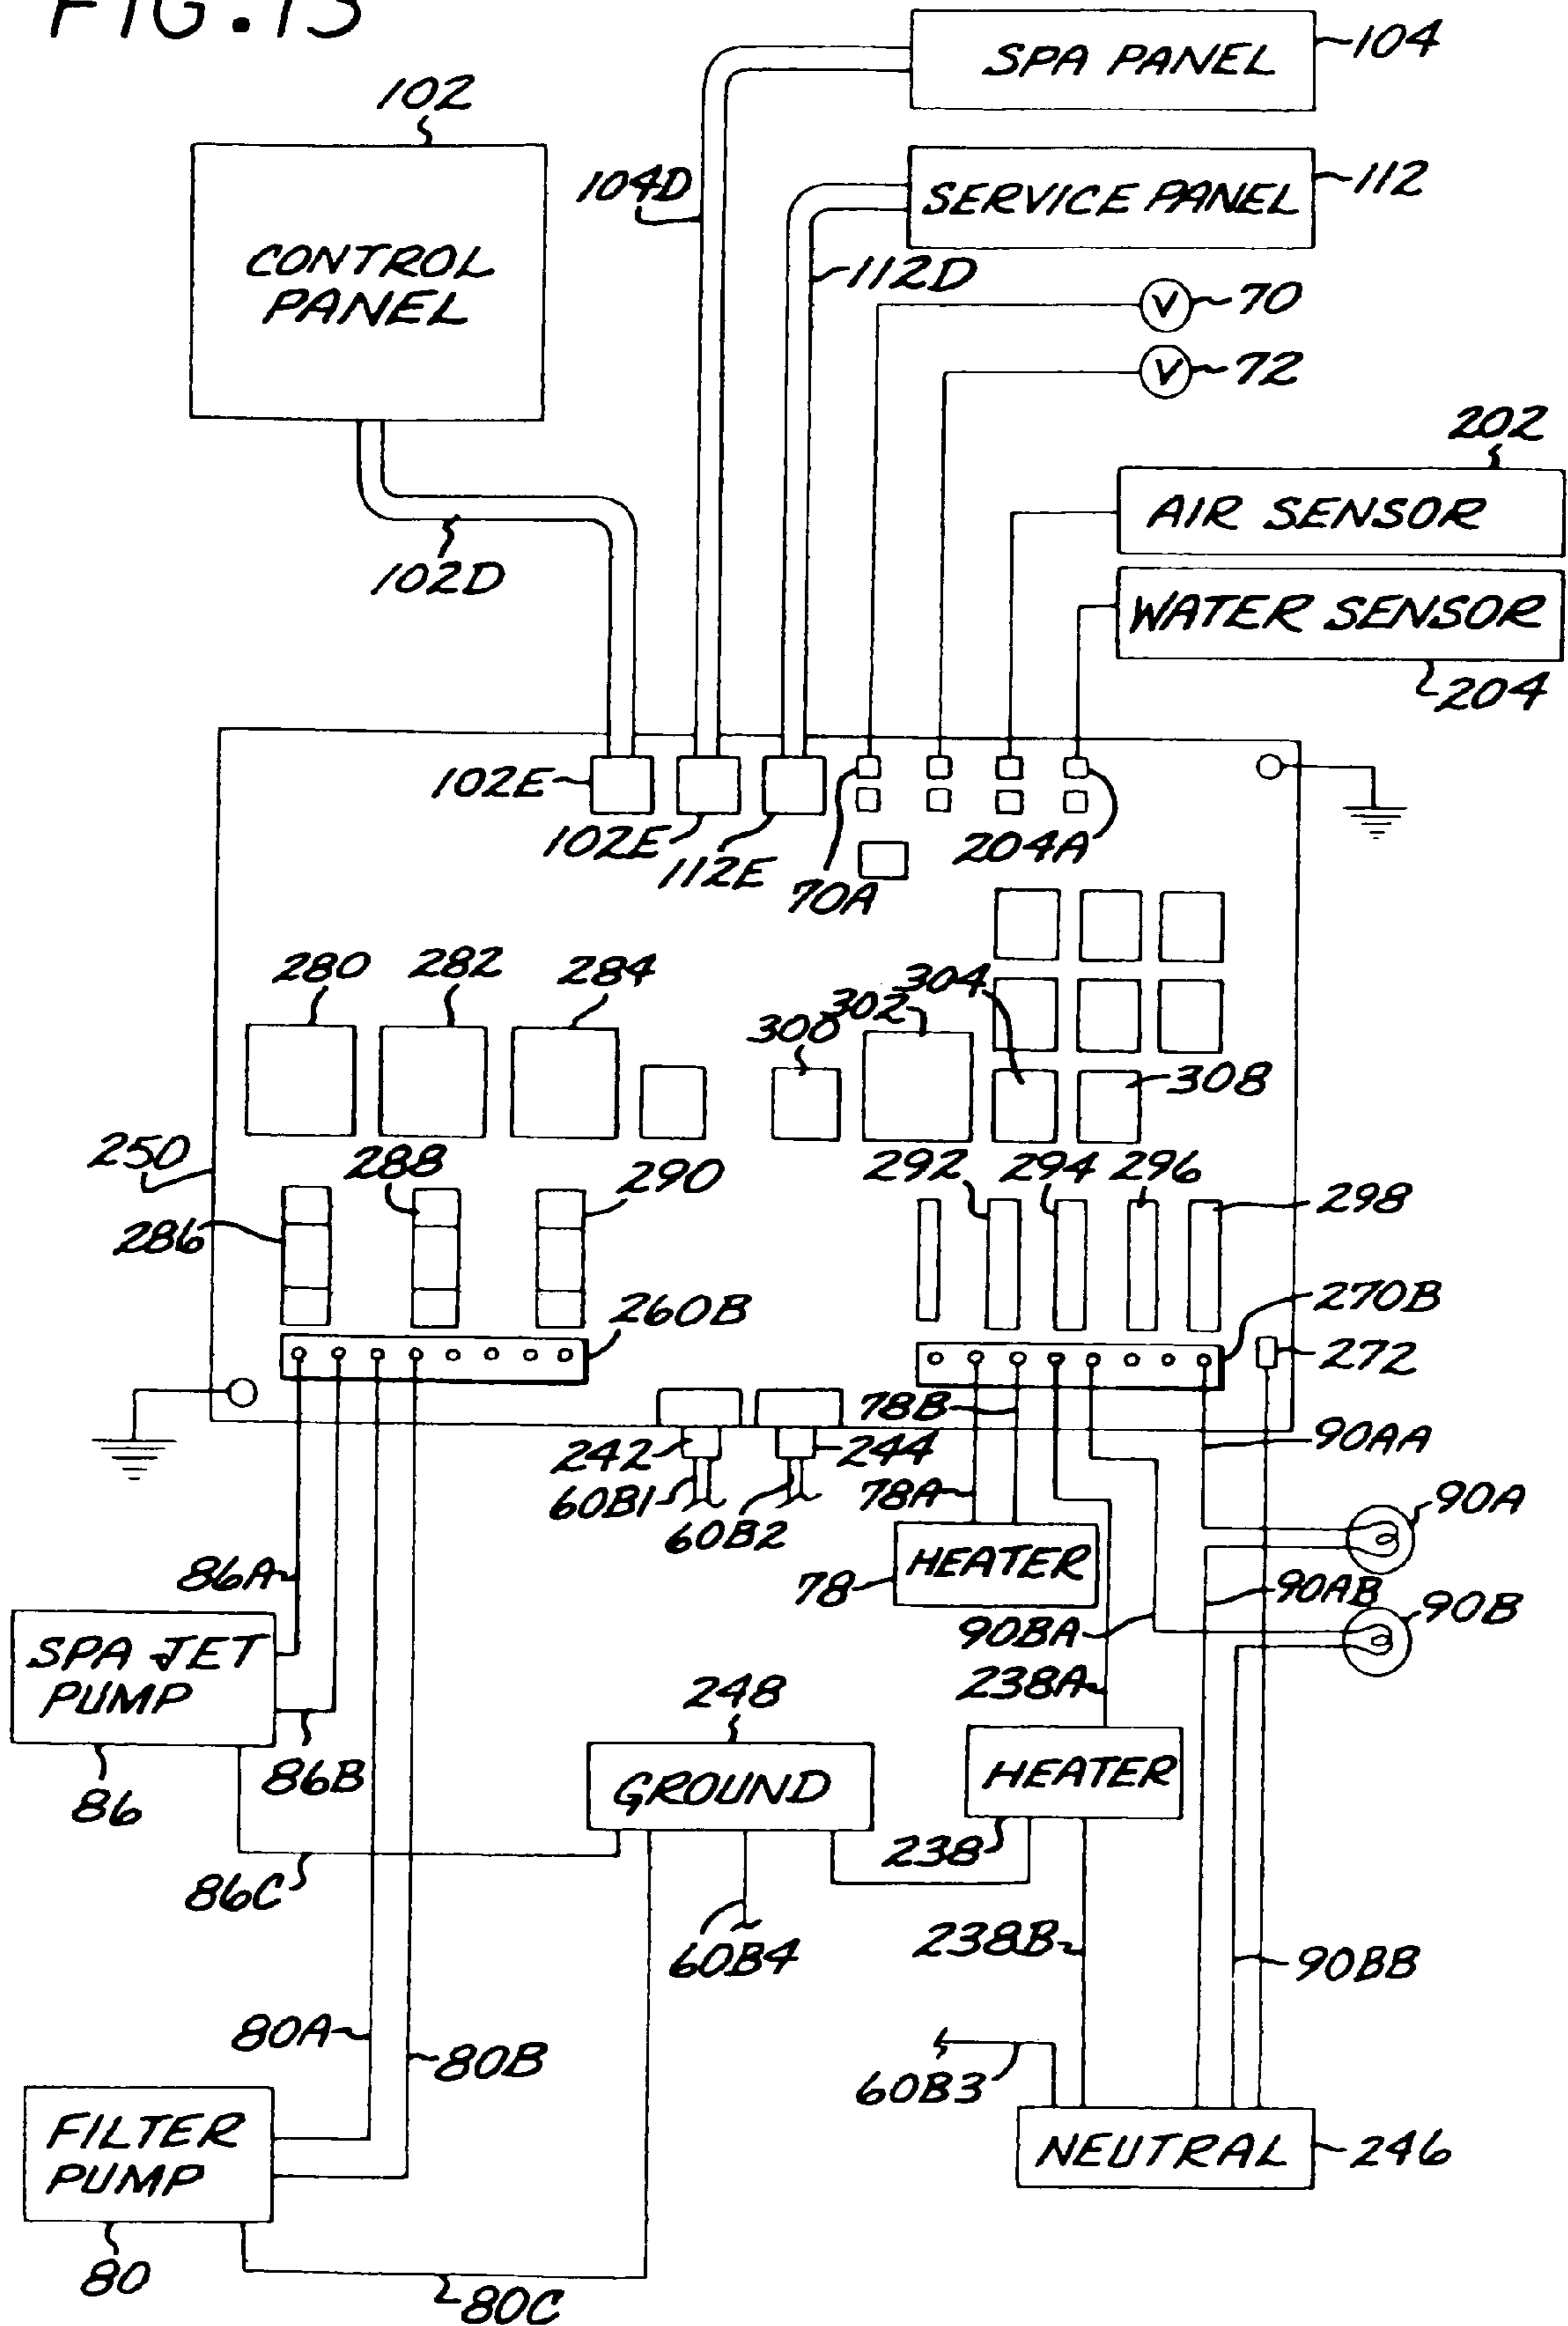 FIG. 13
SPA PANEL
104
102
104D
SERVICE PANEL
112
CONTROL
PANEL
112D
V
70
V
72
202
AIR SENSOR
102D
WATER SENSOR
204
102E
102E
112E
70A
204A
280
282
284
300
302
304
308
250
288
290
292
294
296
298
286
260B
270B
272
78B
242
244
90AA
60B1
60B2
78A
90A
86A
HEATER
78
90AB
90B
90BA
SPA JET
PUMP
248
238A
86B
86
GROUND
HEATER
238
86C
60B4
238B
90BB
80A
80B
60B3
FILTER
PUMP
NEUTRAL
246
80
80C